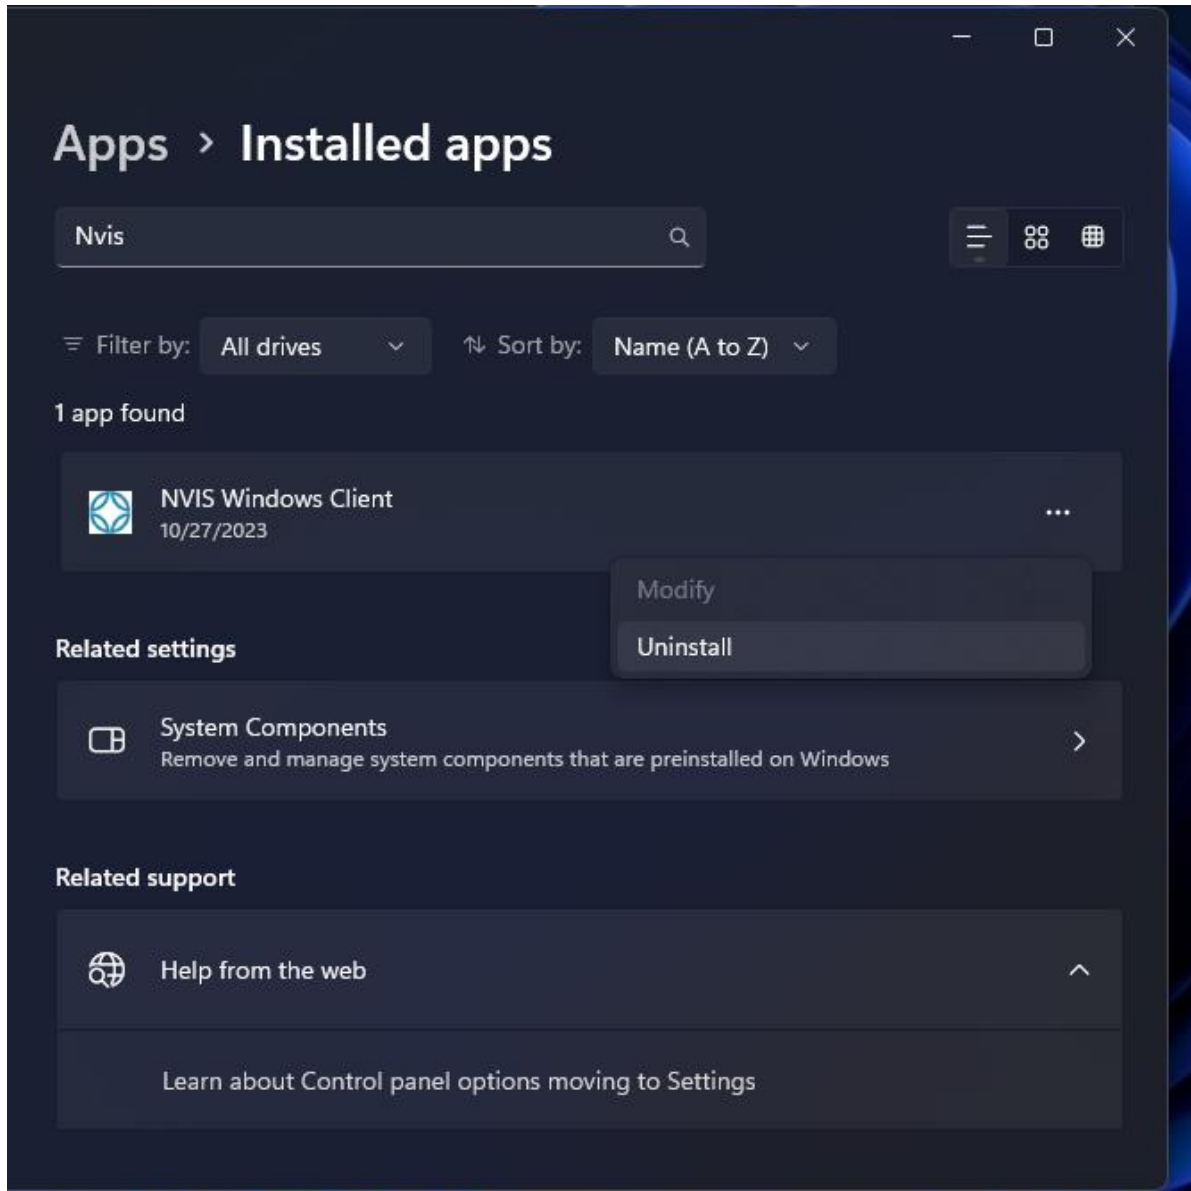 Apps > Installed apps
Nvis
Filter by: All drives Sort by: Name (A to Z)
1 app found
NVIS Windows Client
10/27/2023
Modify
Uninstall
Related settings
System Components
Remove and manage system components that are preinstalled on Windows
Related support
Help from the web
Learn about Control panel options moving to Settings